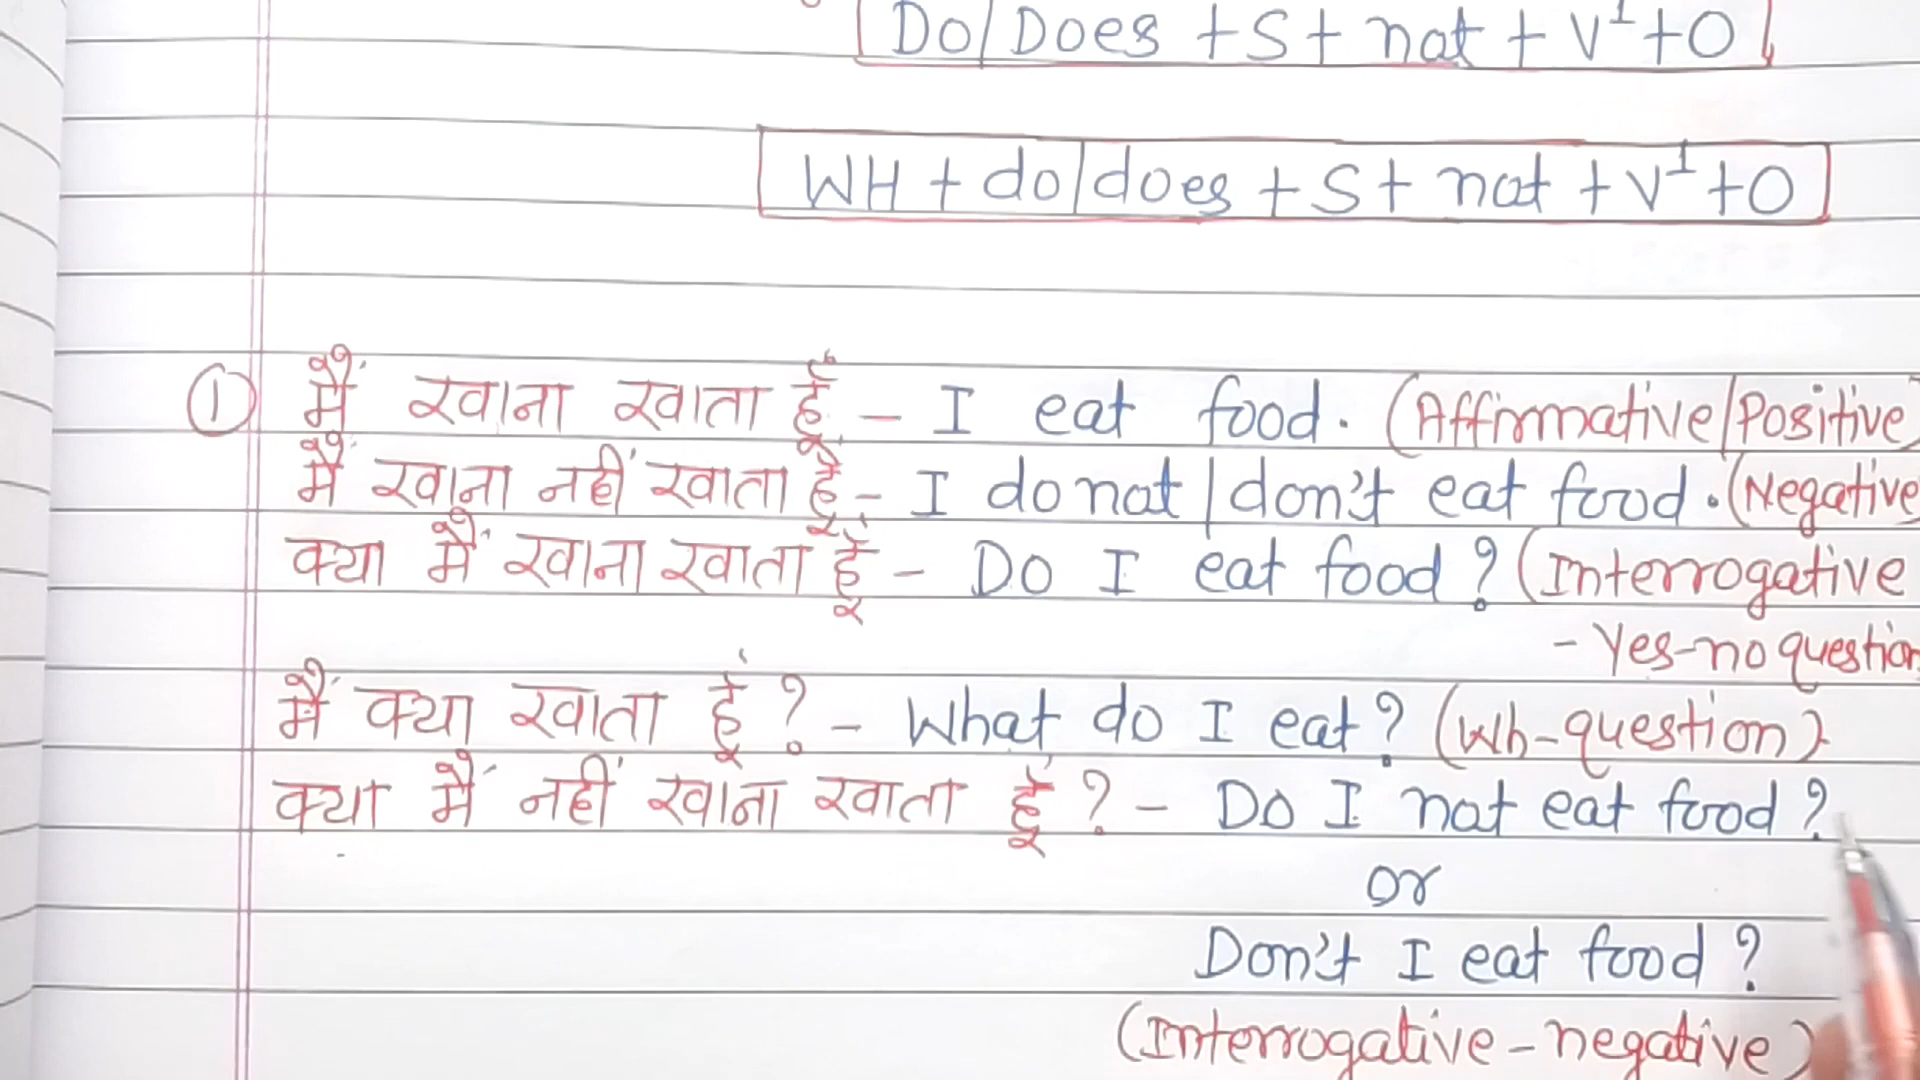 Do/Does + S + not + V¹ + O
WH + do/does + S + not + V¹ + O
① मैं खाना खाता हूँ - I eat food. (Affirmative/Positive)
मैं खाना नहीं खाता हूँ - I do not/don't eat food. (Negative
क्या मैं खाना खाता हूँ - Do I eat food? (Interrogative
- Yes-no question
मैं क्या खाता हूँ? - What do I eat? (Wh-question)
क्या मैं नहीं खाना खाता हूँ? - Do I not eat food?
or
Don't I eat food?
(Interrogative-negative)